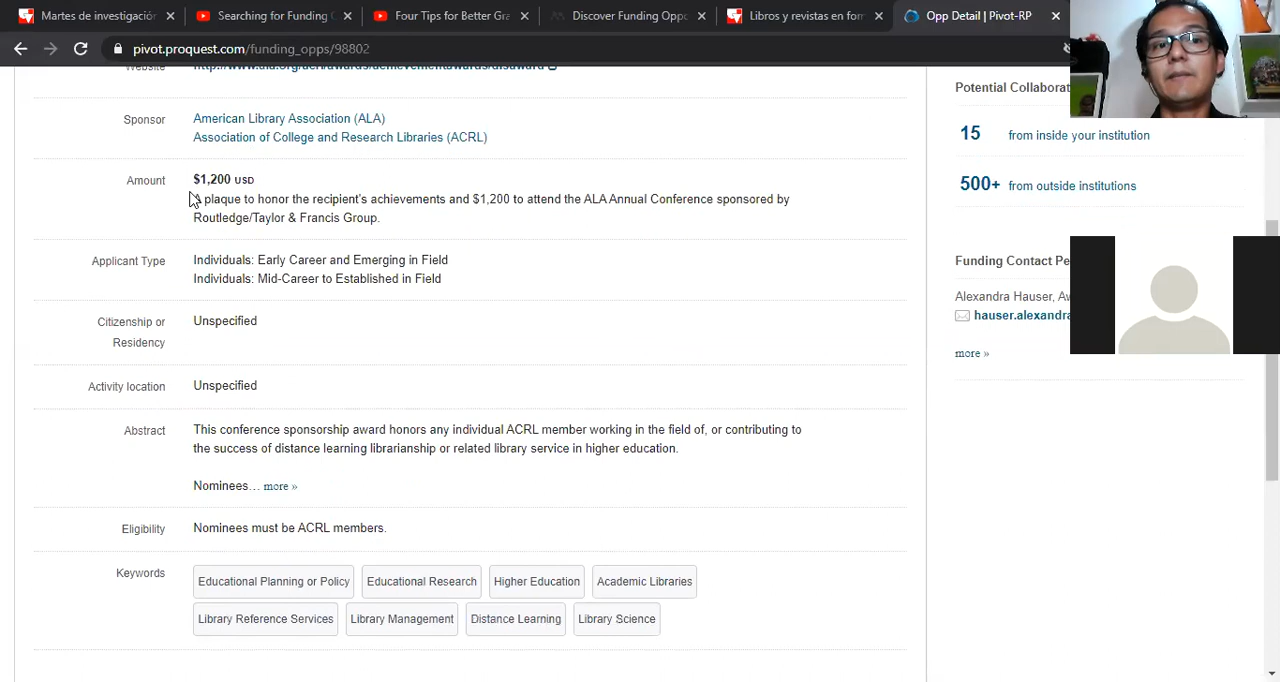 Martes de investigación
Searching for Funding
Four Tips for Better Gra
Discover Funding Oppo
Libros y revistas en for
Opp Detail | Pivot-RP
pivot.proquest.com/funding_opps/98802
Website
Sponsor
American Library Association (ALA)
Association of College and Research Libraries (ACRL)
Amount
$1,200 USD
A plaque to honor the recipient's achievements and $1,200 to attend the ALA Annual Conference sponsored by
Routledge/Taylor & Francis Group.
Applicant Type
Individuals: Early Career and Emerging in Field
Individuals: Mid-Career to Established in Field
Citizenship or
Residency
Unspecified
Activity location
Unspecified
Abstract
This conference sponsorship award honors any individual ACRL member working in the field of, or contributing to
the success of distance learning librarianship or related library service in higher education.
Nominees… more »
Eligibility
Nominees must be ACRL members.
Keywords
Educational Planning or Policy
Educational Research
Higher Education
Academic Libraries
Library Reference Services
Library Management
Distance Learning
Library Science
Potential Collaborat
15 from inside your institution
500+ from outside institutions
Funding Contact Pe
Alexandra Hauser, Aw
hauser.alexandra
more »